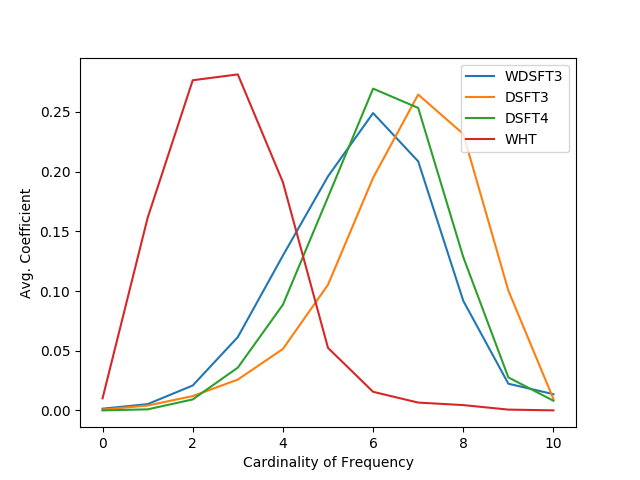 WDSFT3
DSFT3
DSFT4
WHT
Avg. Coefficient
0.25
0.20
0.15
0.10
0.05
0.00
0 2 4 6 8 10
Cardinality of Frequency